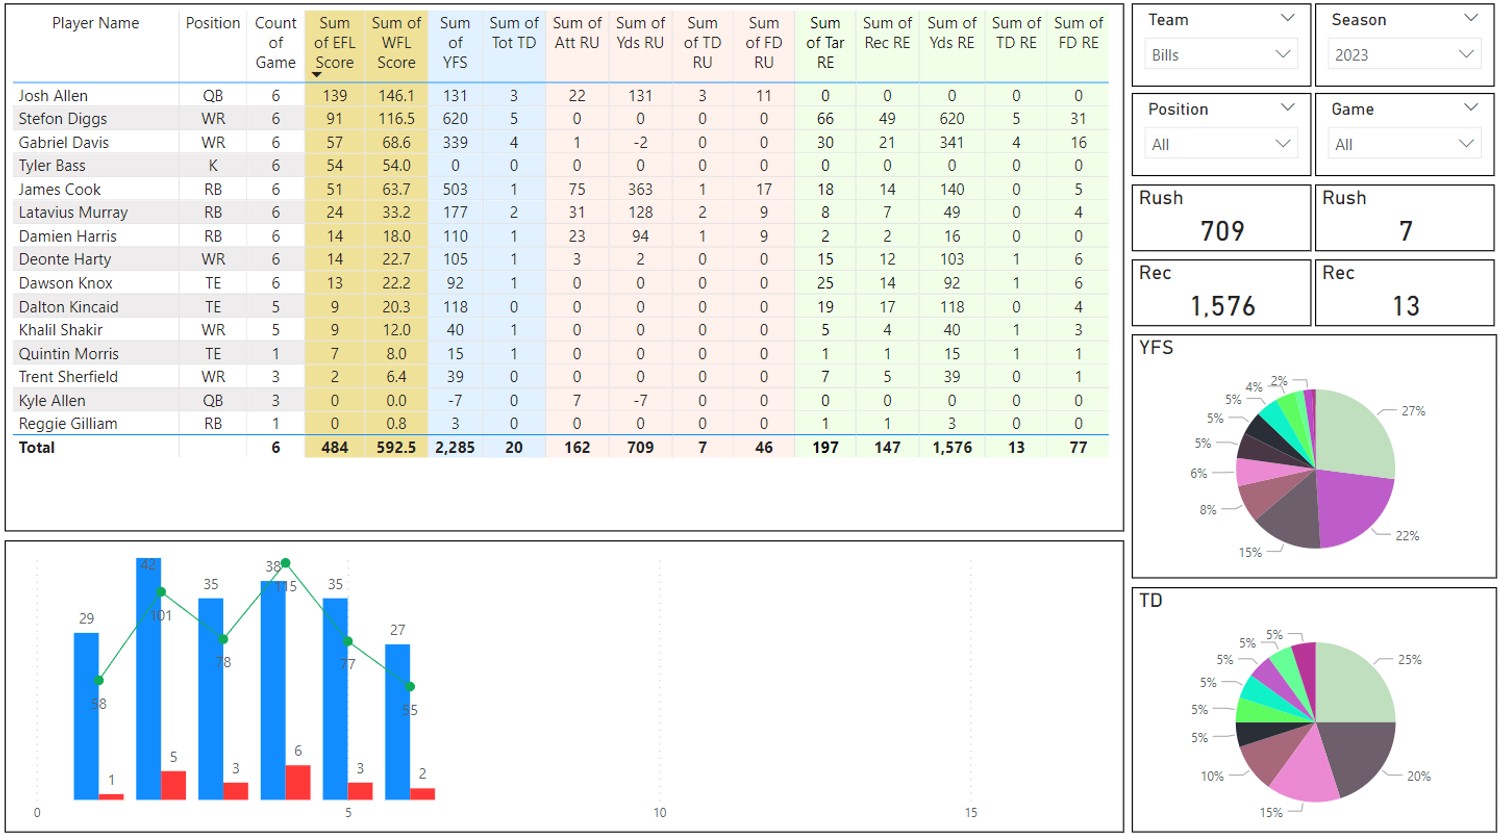 Player Name Position Count of Game Sum of EFL Score Sum of WFL Score Sum of YFS Sum of Tot TD Sum of Att RU Sum of Yds RU Sum of TD RU Sum of FD RU Sum of Tar RE Sum of Rec RE Sum of Yds RE Sum of TD RE Sum of FD RE
Josh Allen QB 6 139 146.1 131 3 22 131 3 11 0 0 0 0 0
Stefon Diggs WR 6 91 116.5 620 5 0 0 0 0 66 49 620 5 31
Gabriel Davis WR 6 57 68.6 339 4 1 -2 0 0 30 21 341 4 16
Tyler Bass K 6 54 54.0 0 0 0 0 0 0 0 0 0 0 0
James Cook RB 6 51 63.7 503 1 75 363 1 17 18 14 140 0 5
Latavius Murray RB 6 24 33.2 177 2 31 128 2 9 8 7 49 0 4
Damien Harris RB 6 14 18.0 110 1 23 94 1 9 2 2 16 0 0
Deonte Harty WR 6 14 22.7 105 1 3 2 0 0 15 12 103 1 6
Dawson Knox TE 6 13 22.2 92 1 0 0 0 0 25 14 92 1 6
Dalton Kincaid TE 5 9 20.3 118 0 0 0 0 0 19 17 118 0 4
Khalil Shakir WR 5 9 12.0 40 1 0 0 0 0 5 4 40 1 3
Quintin Morris TE 1 7 8.0 15 1 0 0 0 0 1 1 15 1 1
Trent Sherfield WR 3 2 6.4 39 0 0 0 0 0 7 5 39 0 1
Kyle Allen QB 3 0 0.0 -7 0 7 -7 0 0 0 0 0 0 0
Reggie Gilliam RB 1 0 0.8 3 0 0 0 0 0 1 1 3 0 0
Total 6 484 592.5 2,285 20 162 709 7 46 197 147 1,576 13 77
Team
Bills
Season
2023
Position
All
Game
All
Rush
709
Rush
7
Rec
1,576
Rec
13
YFS
27%
22%
15%
8%
6%
5%
5%
5%
4%
2%
29 42 35 38 35 27
58 101 78 115 77 55
1 5 3 6 3 2
0 5 10 15
TD
25%
20%
15%
10%
5%
5%
5%
5%
5%
5%